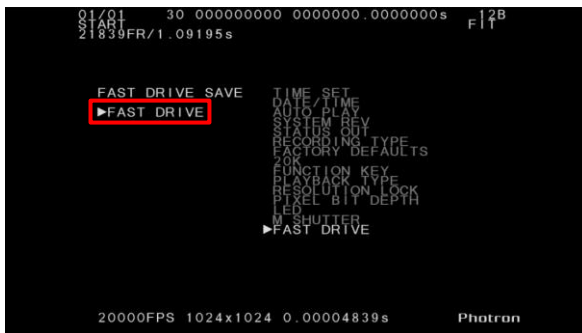 01/01 30 000000000 0000000.0000000s 12B
START FIT
21839FR/1.09195s
FAST DRIVE SAVE
▶FAST DRIVE
TIME SET
DATE/TIME
AUTO PLAY
SYSTEM REV
STATUS OUT
RECORDING TYPE
FACTORY DEFAULTS
20K
FUNCTION KEY
PLAYBACK TYPE
RESOLUTION LOCK
PIXEL BIT DEPTH
LED
M SHUTTER
▶FAST DRIVE
20000FPS 1024x1024 0.00004839s Photron